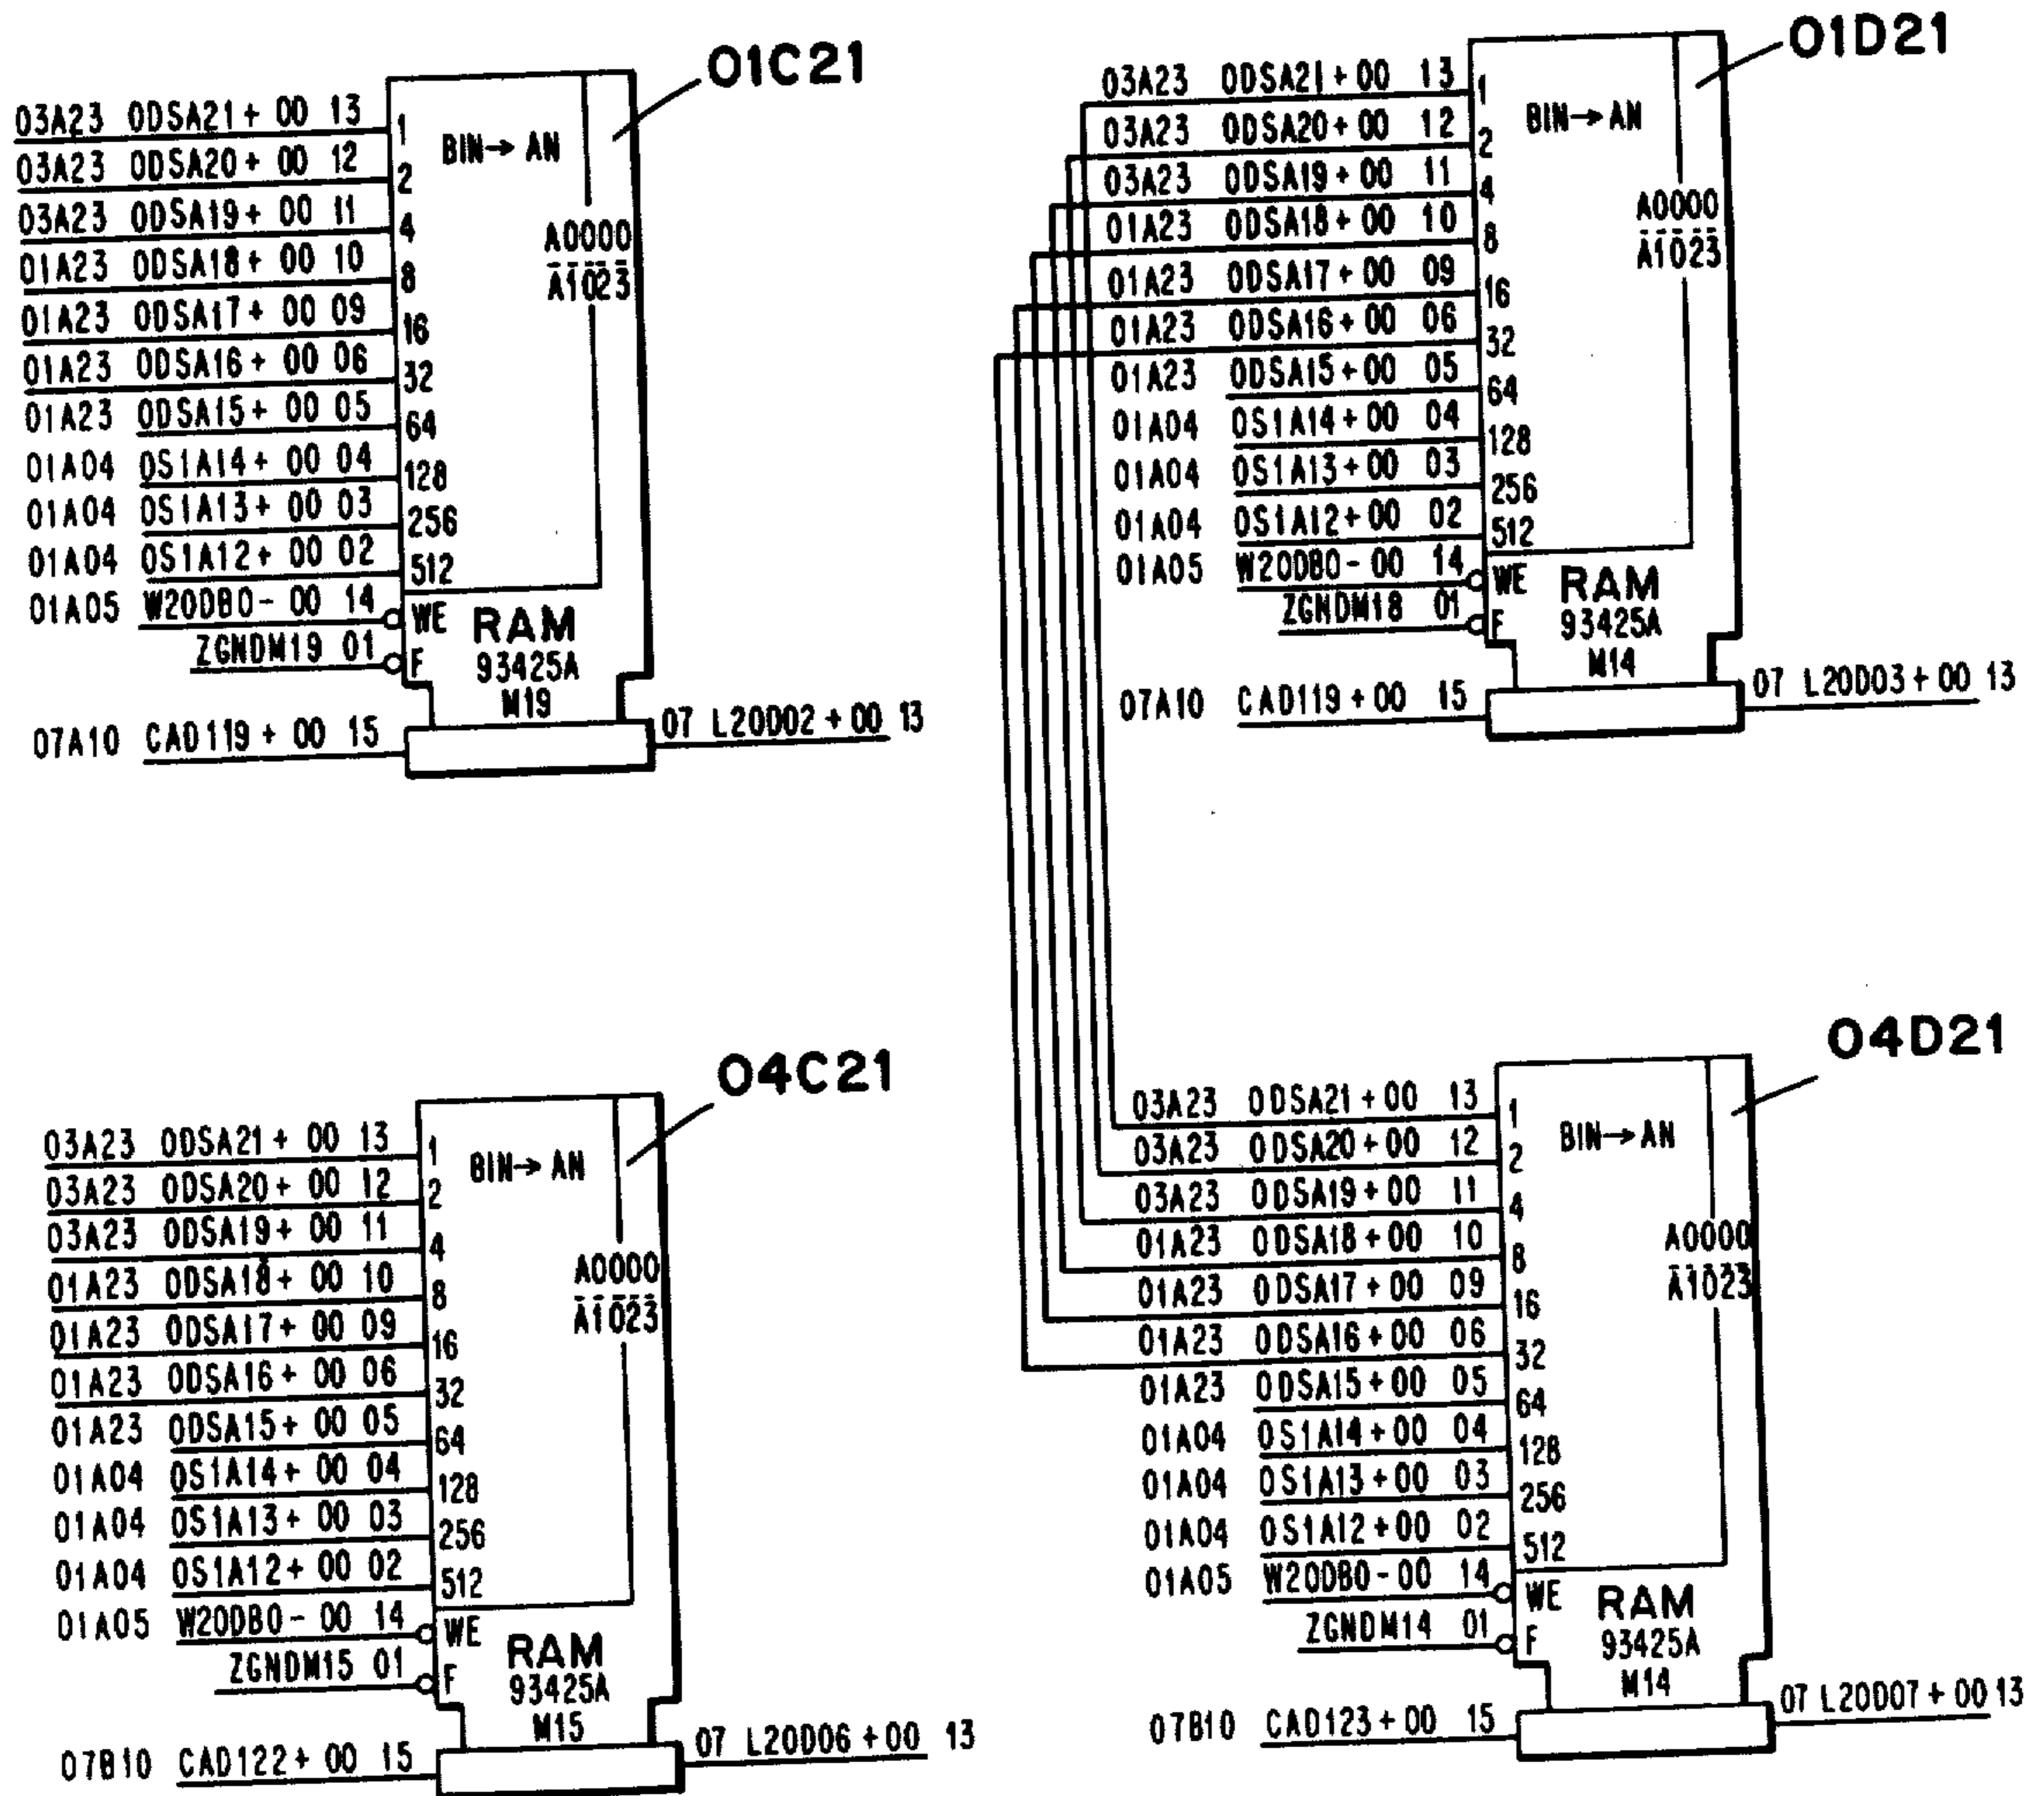 01C21
03A23 0DSA21+ 00 13 1
BIN→ AN
03A23 0DSA20+ 00 12 2
03A23 0DSA19+ 00 11 4
A0000
01A23 0DSA18+ 00 10 8
A1023
01A23 0DSA17+ 00 09 16
01A23 0DSA16+ 00 06 32
01A23 0DSA15+ 00 05 64
01A04 0S1A14+ 00 04 128
01A04 0S1A13+ 00 03 256
01A04 0S1A12+ 00 02 512
01A05 W20DB0- 00 14 WE
RAM
ZGNDM19 01 F
93425A
M19
07A10 CAD119+ 00 15
07 L20D02+00 13
01D21
03A23 0DSA21+00 13 1
BIN→AN
03A23 0DSA20+00 12 2
03A23 0DSA19+00 11 4
A0000
01A23 0DSA18+00 10 8
A1023
01A23 0DSA17+00 09 16
01A23 0DSA16+00 06 32
01A23 0DSA15+00 05 64
01A04 0S1A14+00 04 128
01A04 0S1A13+00 03 256
01A04 0S1A12+00 02 512
01A05 W20DB0-00 14 WE
RAM
ZGNDM18 01 F
93425A
M14
07A10 CAD119+00 15
07 L20D03+00 13
04C21
03A23 0DSA21+ 00 13 1
BIN→ AN
03A23 0DSA20+ 00 12 2
03A23 0DSA19+ 00 11 4
A0000
01A23 0DSA18+ 00 10 8
A1023
01A23 0DSA17+ 00 09 16
01A23 0DSA16+ 00 06 32
01A23 0DSA15+ 00 05 64
01A04 0S1A14+ 00 04 128
01A04 0S1A13+ 00 03 256
01A04 0S1A12+ 00 02 512
01A05 W20DB0- 00 14 WE
RAM
ZGNDM15 01 F
93425A
M15
07B10 CAD122+ 00 15
07 L20D06+00 13
04D21
03A23 0DSA21+00 13 1
BIN→AN
03A23 0DSA20+00 12 2
03A23 0DSA19+00 11 4
A0000
01A23 0DSA18+00 10 8
A1023
01A23 0DSA17+00 09 16
01A23 0DSA16+00 06 32
01A23 0DSA15+00 05 64
01A04 0S1A14+00 04 128
01A04 0S1A13+00 03 256
01A04 0S1A12+00 02 512
01A05 W20DB0-00 14 WE
RAM
ZGNDM14 01 F
93425A
M14
07B10 CAD123+00 15
07 L20D07+00 13